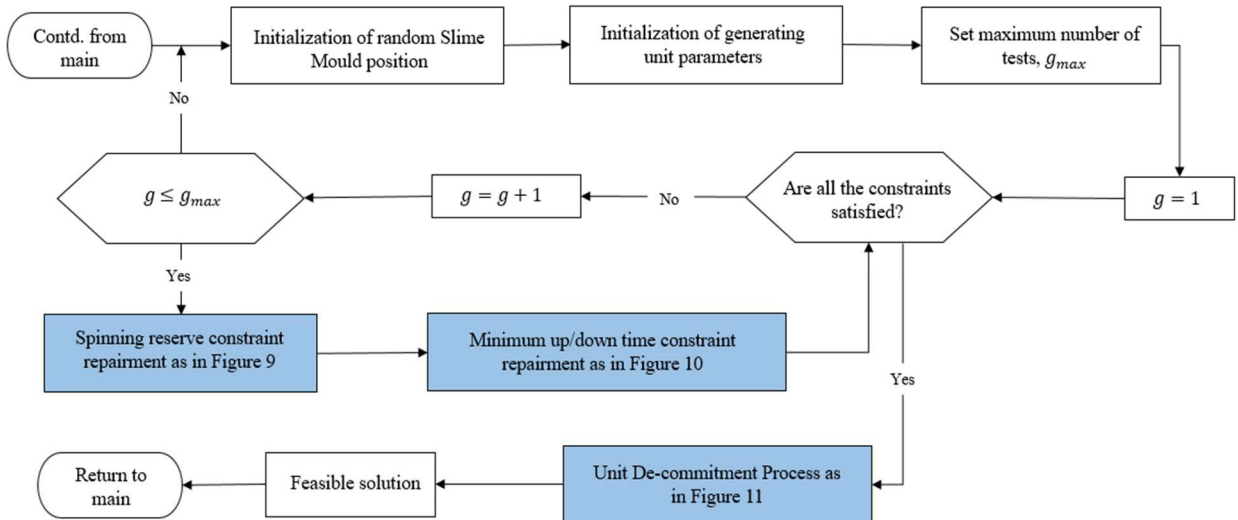 Contd. from
main
Initialization of random Slime
Mould position
Initialization of generating
unit parameters
Set maximum number of
tests, gₘₐₓ
No
g ≤ gₘₐₓ
g = g + 1
No
Are all the constraints
satisfied?
g = 1
Yes
Spinning reserve constraint
repairment as in Figure 9
Minimum up/down time constraint
repairment as in Figure 10
Yes
Return to
main
Feasible solution
Unit De-commitment Process as
in Figure 11